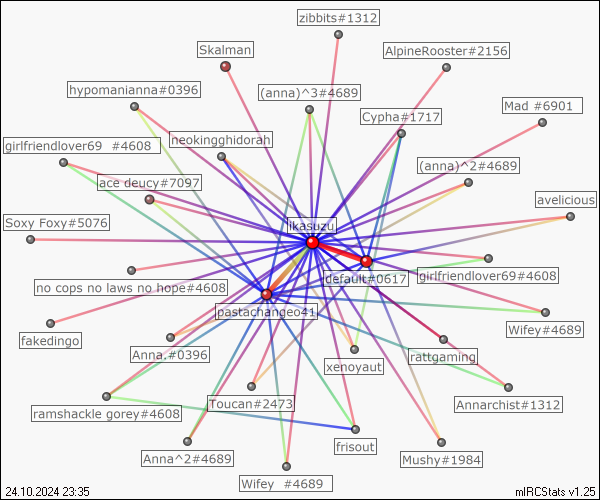 zibbits#1312
Skalman
AlpineRooster#2156
hypomanianna#0396
(anna)^3#4689
Mad #6901
Cypha#1717
girlfriendlover69 #4608
neokingghidorah
(anna)^2#4689
ace deucy#7097
avelicious
Soxy Foxy#5076
likasuzu
no cops no laws no hope#4608
default#0617
girlfriendlover69#4608
pastachangeo41
fakedingo
Wifey#4689
Anna.#0396
rattgaming
xenoyaut
Toucan#2473
Annarchist#1312
ramshackle gorey#4608
frisout
Anna^2#4689
Mushy#1984
Wifey #4689
24.10.2024 23:35
mIRCStats v1.25